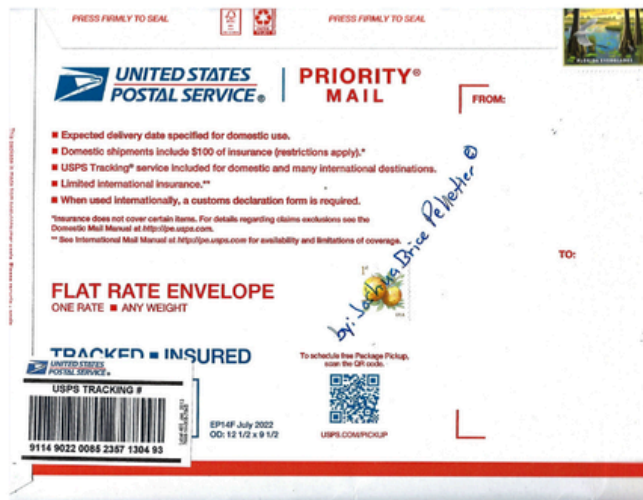 PRESS FIRMLY TO SEAL
PRESS FIRMLY TO SEAL
UNITED STATES
POSTAL SERVICE®
PRIORITY®
MAIL
FROM:
■ Expected delivery date specified for domestic use.
■ Domestic shipments include $100 of insurance (restrictions apply).*
■ USPS Tracking® service included for domestic and many international destinations.
■ Limited international insurance.**
■ When used internationally, a customs declaration form is required.
*Insurance does not cover certain items. For details regarding claims exclusions see the
Domestic Mail Manual at http://pe.usps.com.
** See International Mail Manual at http://pe.usps.com for availability and limitations of coverage.
by: Joshua Brice Pelletier ©
TO:
FLAT RATE ENVELOPE
ONE RATE ■ ANY WEIGHT
TRACKED ■ INSURED
To schedule free Package Pickup,
scan the QR code.
USPS.COM/PICKUP
UNITED STATES
POSTAL SERVICE®
USPS TRACKING #
9114 9022 0085 2357 1304 93
EP14F July 2022
OD: 12 1/2 x 9 1/2